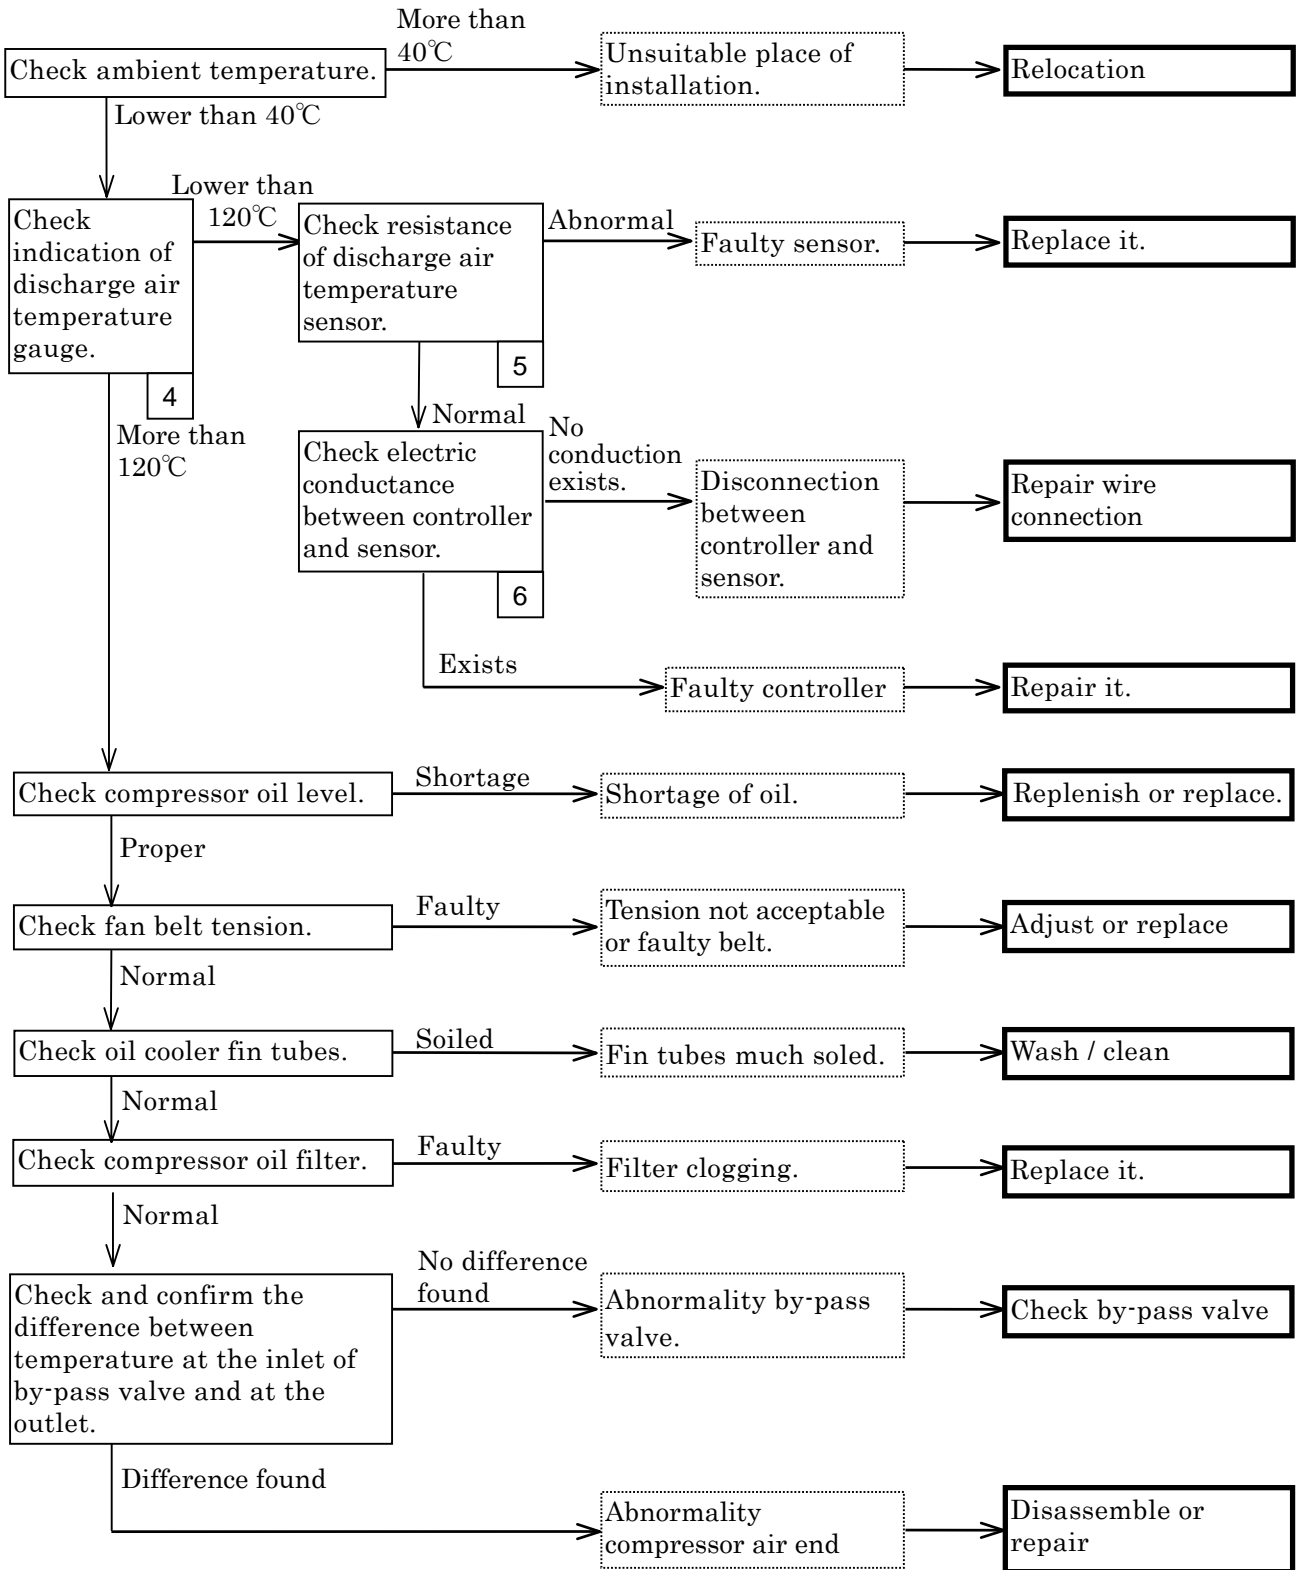 More than
40℃
Check ambient temperature.
Unsuitable place of
installation.
Relocation
Lower than 40℃
Lower than
120℃
Check
indication of
discharge air
temperature
gauge.
4
Check resistance
of discharge air
temperature
sensor.
5
Abnormal
Faulty sensor.
Replace it.
Normal
More than
120℃
Check electric
conductance
between controller
and sensor.
6
No
conduction
exists.
Disconnection
between
controller and
sensor.
Repair wire
connection
Exists
Faulty controller
Repair it.
Check compressor oil level.
Shortage
Shortage of oil.
Replenish or replace.
Proper
Check fan belt tension.
Faulty
Tension not acceptable
or faulty belt.
Adjust or replace
Normal
Check oil cooler fin tubes.
Soiled
Fin tubes much soled.
Wash / clean
Normal
Check compressor oil filter.
Faulty
Filter clogging.
Replace it.
Normal
Check and confirm the
difference between
temperature at the inlet of
by-pass valve and at the
outlet.
No difference
found
Abnormality by-pass
valve.
Check by-pass valve
Difference found
Abnormality
compressor air end
Disassemble or
repair